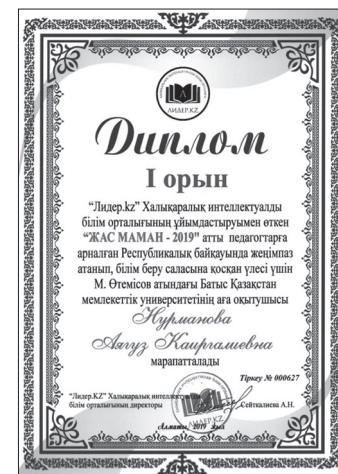 ЛИДЕР.KZ
Диплом
І орын
"Лидер.kz" Халықаралық интеллектуалды
білім орталығының ұйымдастыруымен өткен
"ЖАС МАМАН - 2019" атты педагогтарға
арналған Республикалық байқауында жеңімпаз
атанып, білім беру саласына қосқан үлесі үшін
М. Өтемісов атындағы Батыс Қазақстан
мемлекеттік университетінің аға оқытушысы
Нурманова
Аягуз Каиргалиевна
марапатталады
Тіркеу № 000627
"Лидер.KZ" Халықаралық интеллектуалды
білім орталығының директоры
Сейткалиева А.Н.
Алматы, 2019 жыл